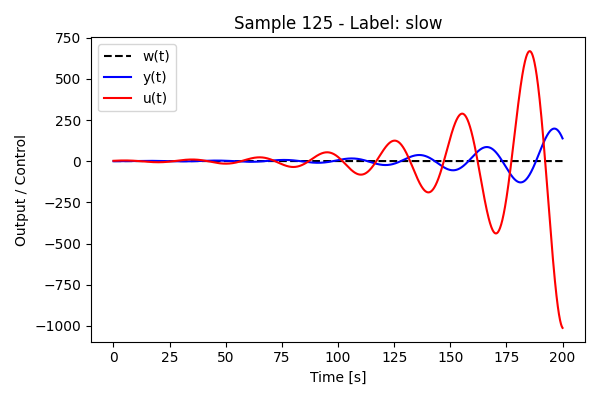 Sample 125 - Label: slow
w(t)
y(t)
u(t)
750
500
250
0
−250
−500
−750
−1000
Output / Control
0 25 50 75 100 125 150 175 200
Time [s]